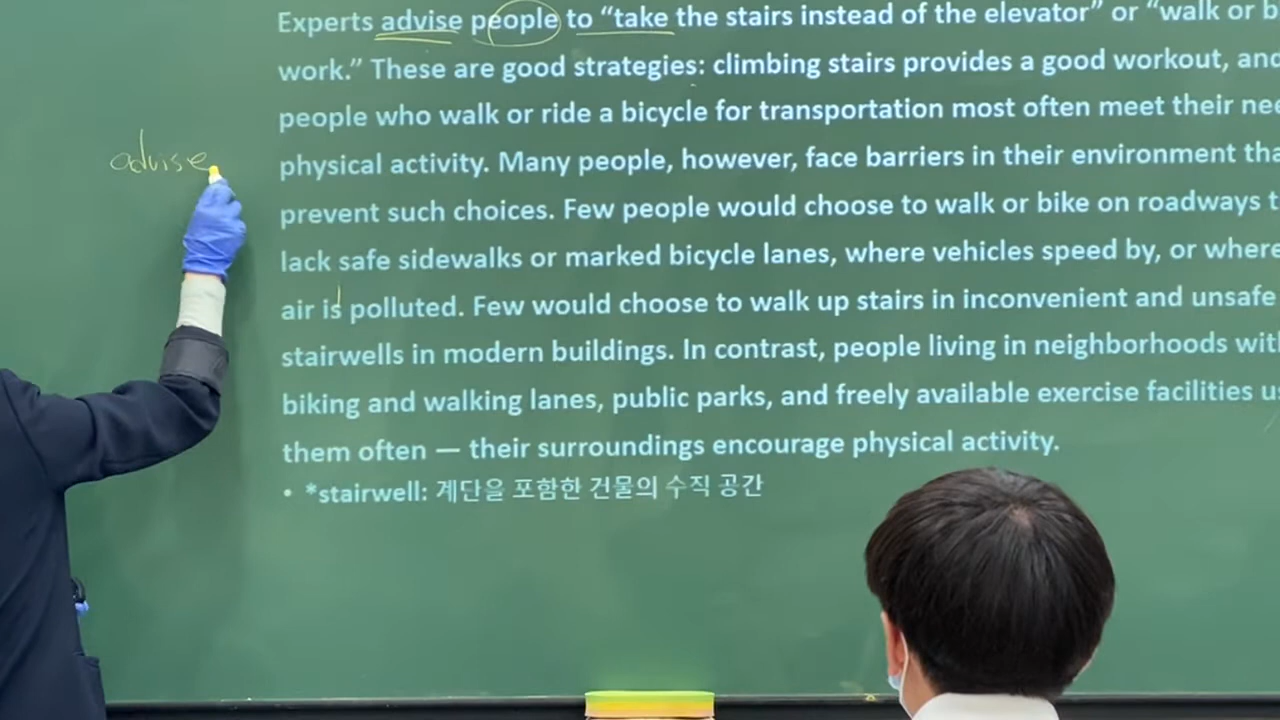 Experts advise people to “take the stairs instead of the elevator” or “walk or
work.” These are good strategies: climbing stairs provides a good workout, and
people who walk or ride a bicycle for transportation most often meet their
advise
physical activity. Many people, however, face barriers in their environment
prevent such choices. Few people would choose to walk or bike on roadways
lack safe sidewalks or marked bicycle lanes, where vehicles speed by, or where
air is polluted. Few would choose to walk up stairs in inconvenient and unsafe
stairwells in modern buildings. In contrast, people living in neighborhoods
biking and walking lanes, public parks, and freely available exercise facilities
them often — their surroundings encourage physical activity.
• *stairwell: 계단을 포함한 건물의 수직 공간